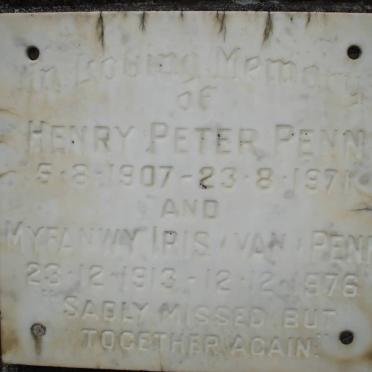 In Loving Memory
of
HENRY PETER PENN
5-8-1907-23-8-1971
AND
MYFANWY IRIS (VAN) PENN
23-12-1913-12-12-1976
"SADLY MISSED BUT
TOGETHER AGAIN."